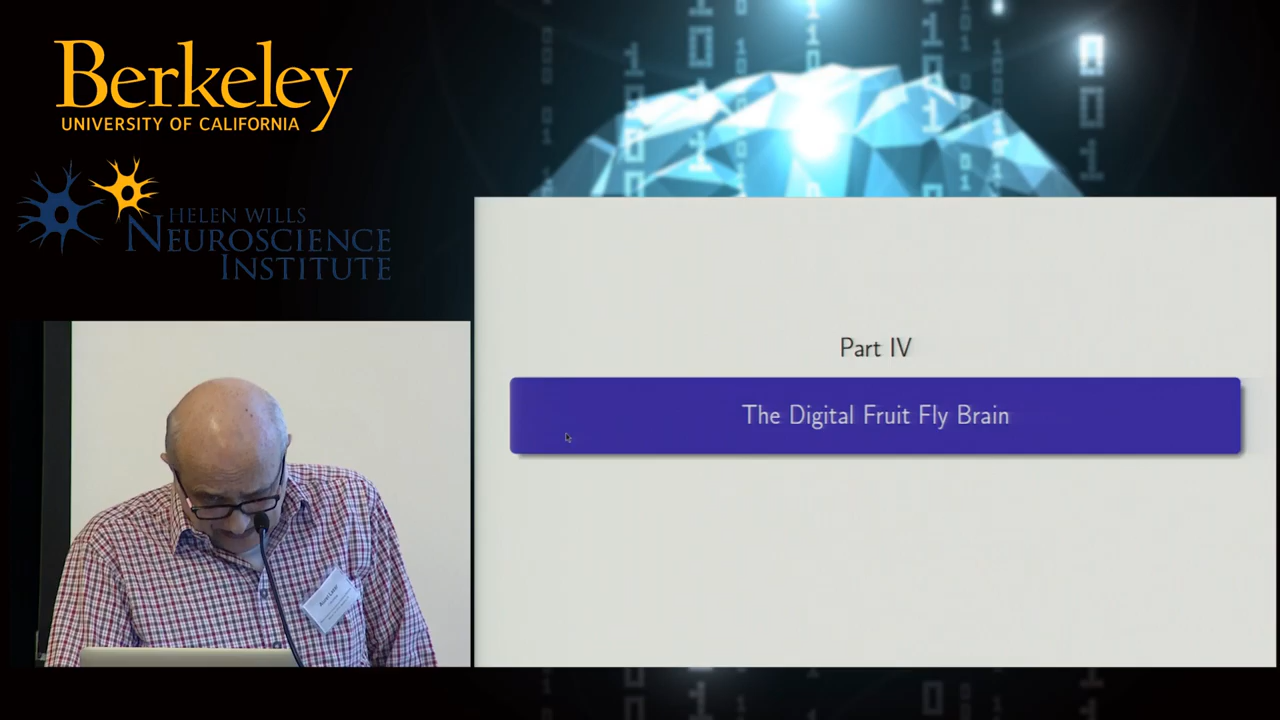 Berkeley
UNIVERSITY OF CALIFORNIA
HELEN WILLS
NEUROSCIENCE
INSTITUTE
Part IV
The Digital Fruit Fly Brain